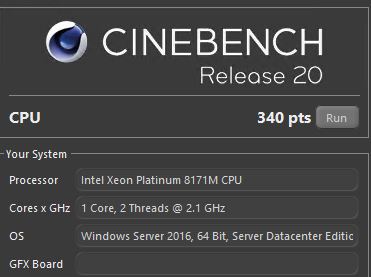 CINEBENCH
Release 20
CPU 340 pts Run
Your System
Processor Intel Xeon Platinum 8171M CPU
Cores x GHz 1 Core, 2 Threads @ 2.1 GHz
OS Windows Server 2016, 64 Bit, Server Datacenter Editic
GFX Board